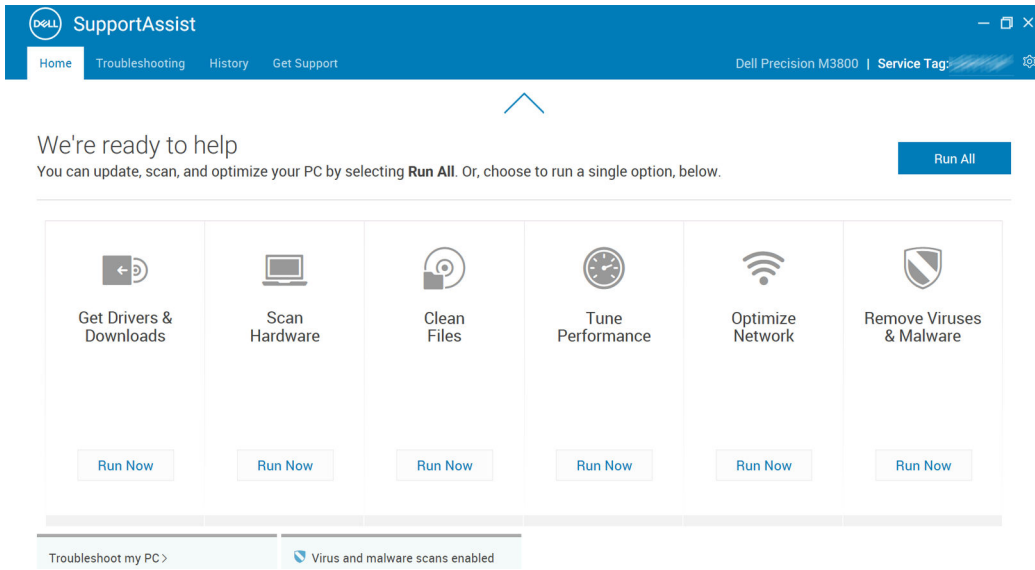 DELL SupportAssist
Home Troubleshooting History Get Support Dell Precision M3800 | Service Tag:
We're ready to help
You can update, scan, and optimize your PC by selecting Run All. Or, choose to run a single option, below.
Run All
Get Drivers &
Downloads
Scan
Hardware
Clean
Files
Tune
Performance
Optimize
Network
Remove Viruses
& Malware
Run Now
Run Now
Run Now
Run Now
Run Now
Run Now
Troubleshoot my PC >
Virus and malware scans enabled